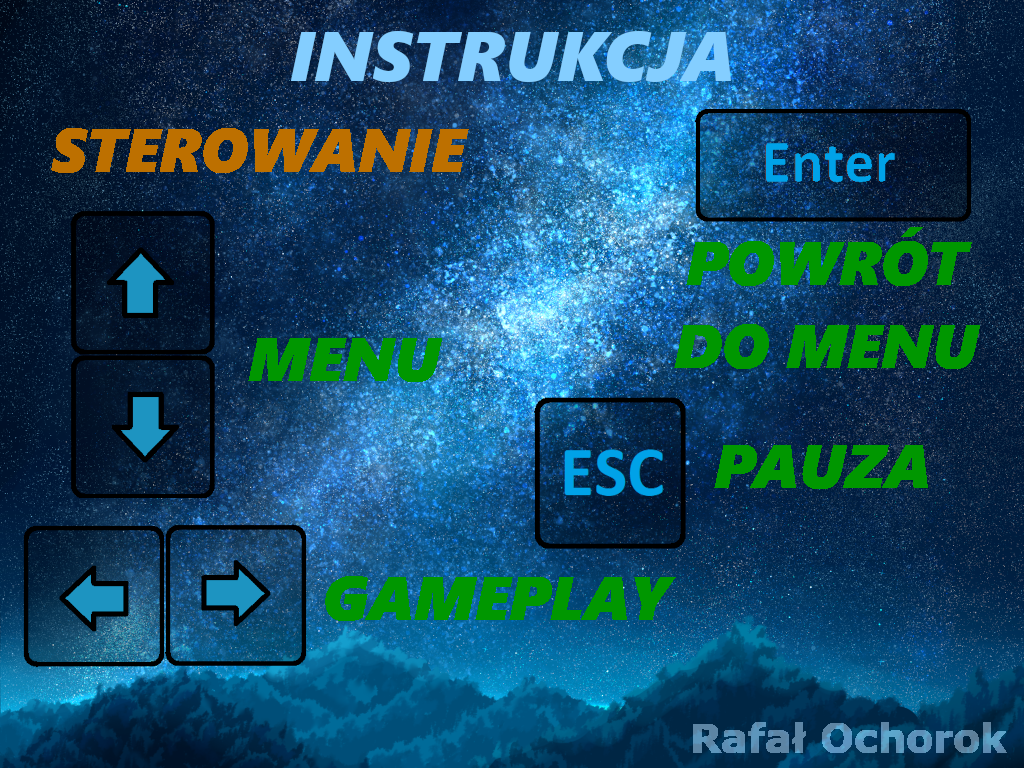 INSTRUKCJA
STEROWANIE
Enter
POWRÓT
DO MENU
MENU
ESC
PAUZA
GAMEPLAY
Rafał Ochorok